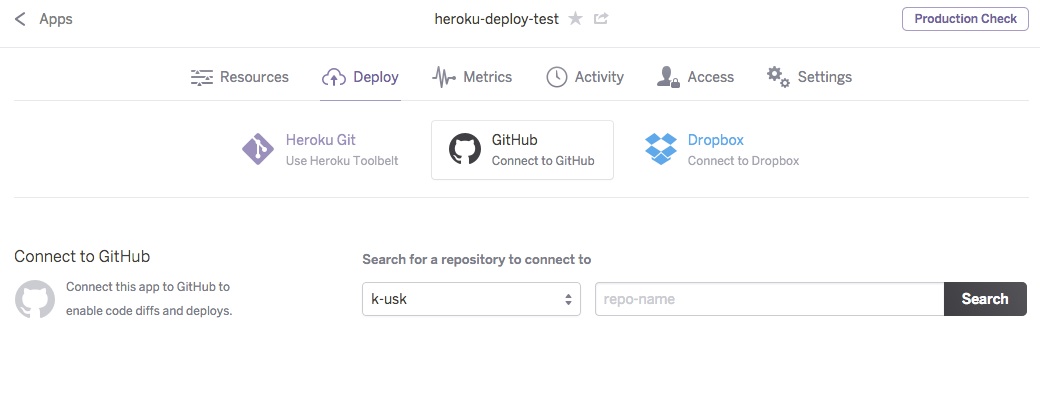 Apps
heroku-deploy-test
Production Check
Resources
Deploy
Metrics
Activity
Access
Settings
Heroku Git
Use Heroku Toolbelt
GitHub
Connect to GitHub
Dropbox
Connect to Dropbox
Connect to GitHub
Connect this app to GitHub to
enable code diffs and deploys.
Search for a repository to connect to
k-usk
repo-name
Search